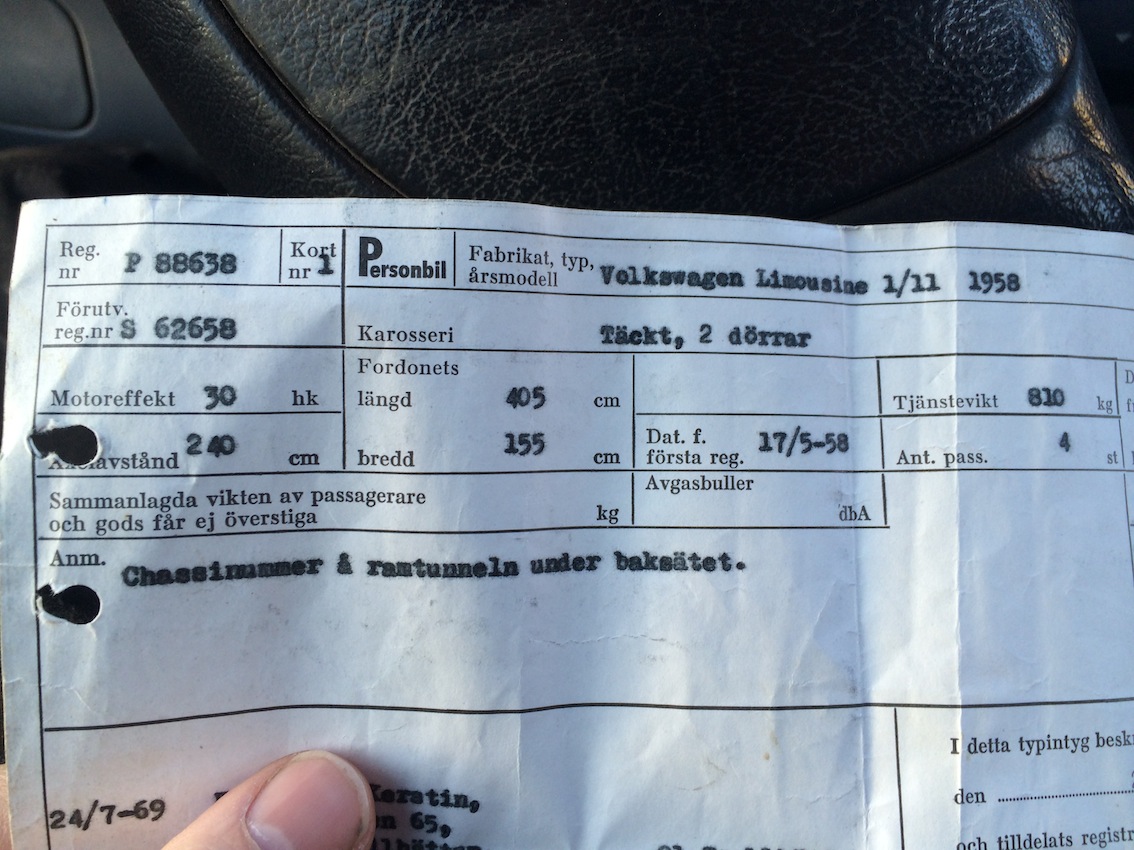 Reg. nr P 88638
Kort nr 1
Personbil
Fabrikat, typ, årsmodell Volkswagen Limousine 1/11 1958
Förutv. reg.nr S 62658
Karosseri Täckt, 2 dörrar
Motoreffekt 30 hk
Fordonets
längd 405 cm
Tjänstevikt 810 kg
240 cm
bredd 155 cm
Dat. f. första reg. 17/5-58
Ant. pass. 4 st
Sammanlagda vikten av passagerare
och gods får ej överstiga kg
Avgasbuller
dbA
Anm. Chassinummer å ramtunneln under baksätet.
I detta typintyg
24/7-69 Kerstin,
den
65,
och tilldelats